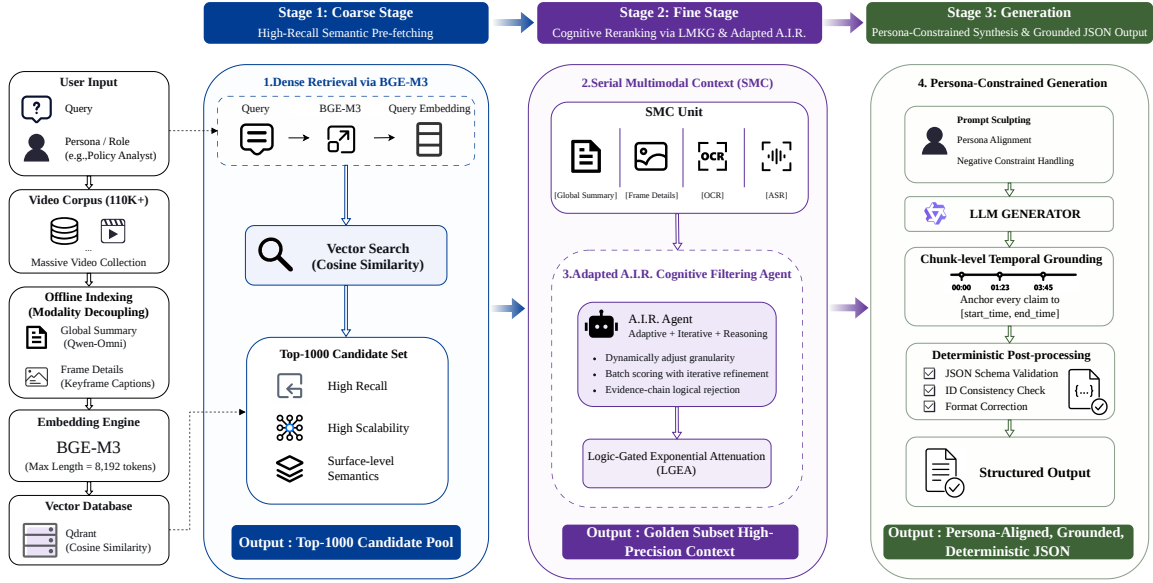 Stage 1: Coarse Stage
High-Recall Semantic Pre-fetching
Stage 2: Fine Stage
Cognitive Reranking via LMKG & Adapted A.I.R.
Stage 3: Generation
Persona-Constrained Synthesis & Grounded JSON Output
User Input
Query
Persona / Role
(e.g.,Policy Analyst)
Video Corpus (110K+)
...
Massive Video Collection
Offline Indexing
(Modality Decoupling)
Global Summary
(Qwen-Omni)
Frame Details
(Keyframe Captions)
Embedding Engine
BGE-M3
(Max Length = 8,192 tokens)
Vector Database
Qdrant
(Cosine Similarity)
1.Dense Retrieval via BGE-M3
Query
BGE-M3
Query Embedding
Vector Search
(Cosine Similarity)
Top-1000 Candidate Set
High Recall
High Scalability
Surface-level
Semantics
Output : Top-1000 Candidate Pool
2.Serial Multimodal Context (SMC)
SMC Unit
OCR
[Global Summary]
[Frame Details]
[OCR]
[ASR]
3.Adapted A.I.R. Cognitive Filtering Agent
A.I.R. Agent
Adaptive + Iterative + Reasoning
• Dynamically adjust granularity
• Batch scoring with iterative refinement
• Evidence-chain logical rejection
Logic-Gated Exponential Attenuation
(LGEA)
Output : Golden Subset High-
Precision Context
4. Persona-Constrained Generation
Prompt Sculpting
Persona Alignment
Negative Constraint Handling
LLM GENERATOR
Chunk-level Temporal Grounding
00:00 01:23 03:45
Anchor every claim to
[start_time, end_time]
Deterministic Post-processing
JSON Schema Validation
ID Consistency Check
Format Correction
{...}
Structured Output
Output : Persona-Aligned, Grounded,
Deterministic JSON